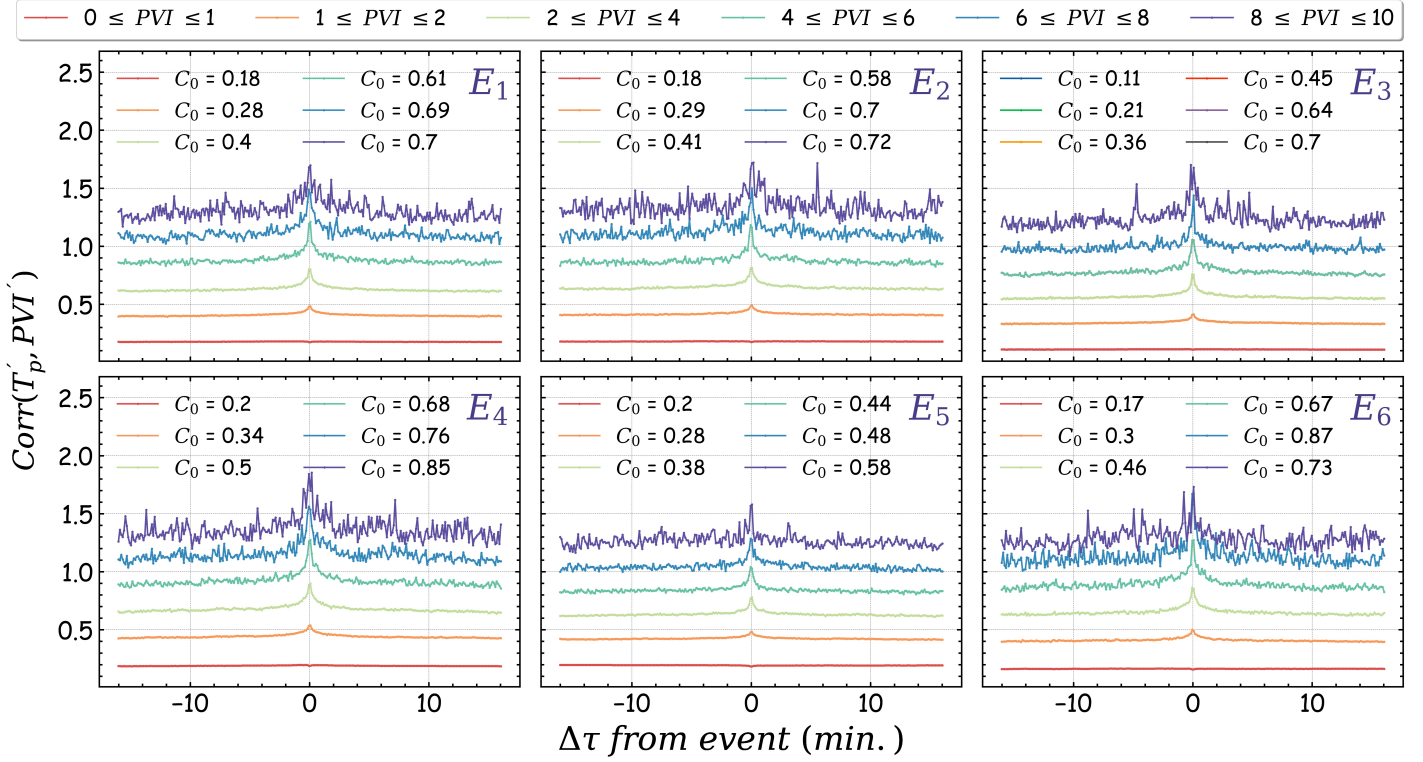 0 ≤ PVI ≤1 1 ≤ PVI ≤2 2 ≤ PVI ≤4 4 ≤ PVI ≤6 6 ≤ PVI ≤8 8 ≤ PVI ≤10
Corr(T′p, PVI′)
2.5
2.0
1.5
1.0
0.5
C0 = 0.18 C0 = 0.61
C0 = 0.28 C0 = 0.69
C0 = 0.4 C0 = 0.7
E1
C0 = 0.18 C0 = 0.58
C0 = 0.29 C0 = 0.7
C0 = 0.41 C0 = 0.72
E2
C0 = 0.11 C0 = 0.45
C0 = 0.21 C0 = 0.64
C0 = 0.36 C0 = 0.7
E3
2.5
2.0
1.5
1.0
0.5
C0 = 0.2 C0 = 0.68
C0 = 0.34 C0 = 0.76
C0 = 0.5 C0 = 0.85
E4
C0 = 0.2 C0 = 0.44
C0 = 0.28 C0 = 0.48
C0 = 0.38 C0 = 0.58
E5
C0 = 0.17 C0 = 0.67
C0 = 0.3 C0 = 0.87
C0 = 0.46 C0 = 0.73
E6
−10 0 10 −10 0 10 −10 0 10
Δτ from event (min.)